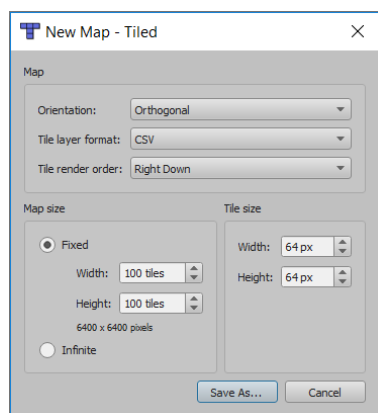 New Map - Tiled
Map
Orientation: Orthogonal
Tile layer format: CSV
Tile render order: Right Down
Map size
Fixed
Width: 100 tiles
Height: 100 tiles
6400 x 6400 pixels
Infinite
Tile size
Width: 64 px
Height: 64 px
Save As...
Cancel